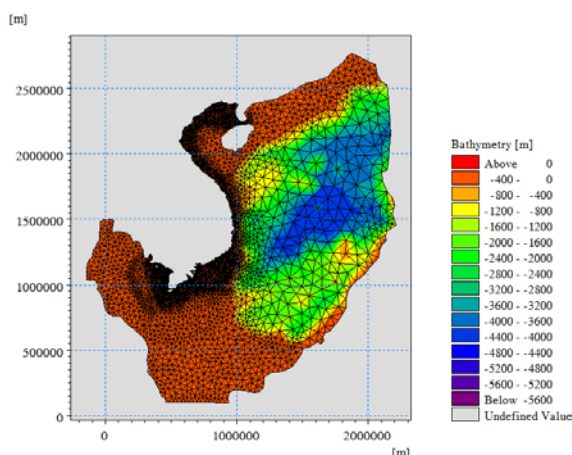 [m]
2500000
2000000
1500000
1000000
500000
0
0 1000000 2000000
[m]
Bathymetry [m]
Above 0
-400 - 0
-800 - -400
-1200 - -800
-1600 - -1200
-2000 - -1600
-2400 - -2000
-2800 - -2400
-3200 - -2800
-3600 - -3200
-4000 - -3600
-4400 - -4000
-4800 - -4400
-5200 - -4800
-5600 - -5200
Below -5600
Undefined Value